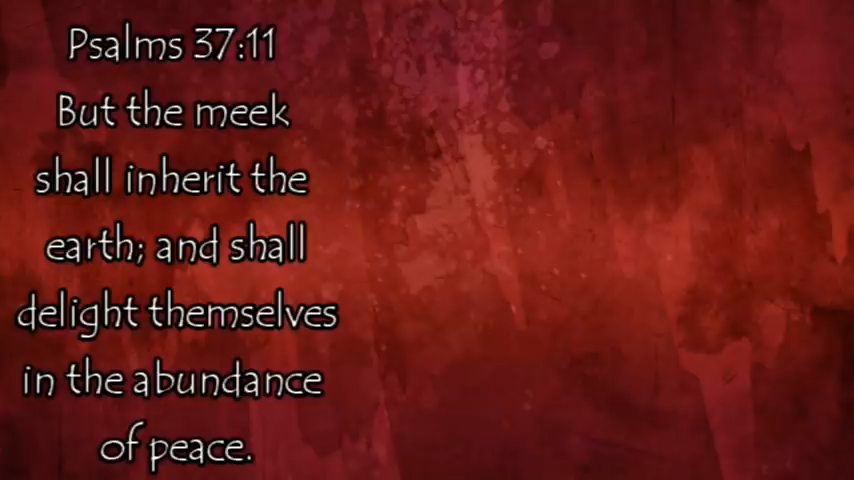 Psalms 37:11
But the meek
shall inherit the
earth; and shall
delight themselves
in the abundance
of peace.